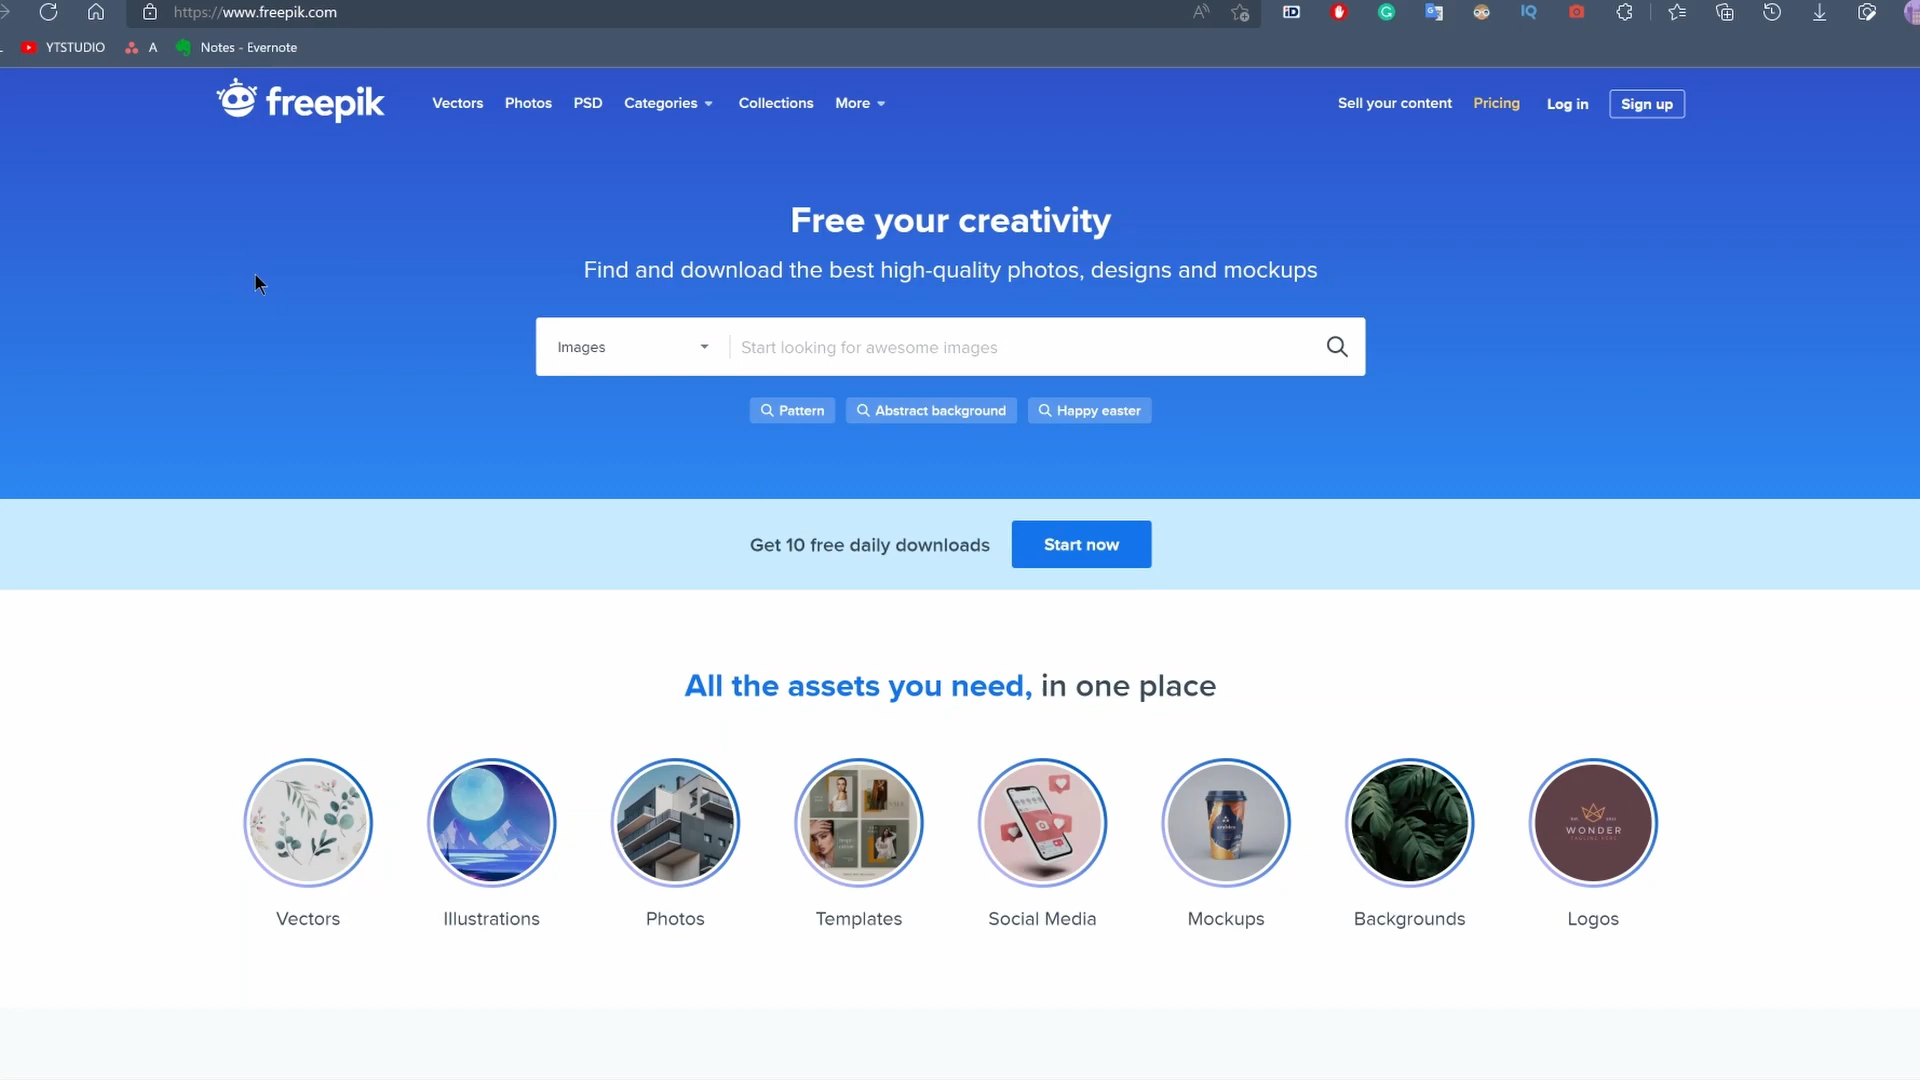 https://www.freepik.com
YTSTUDIO A Notes - Evernote
freepik Vectors Photos PSD Categories Collections More Sell your content Pricing Log in Sign up
Free your creativity
Find and download the best high-quality photos, designs and mockups
Images Start looking for awesome images
Pattern Abstract background Happy easter
Get 10 free daily downloads Start now
All the assets you need, in one place
WONDER
Vectors Illustrations Photos Templates Social Media Mockups Backgrounds Logos